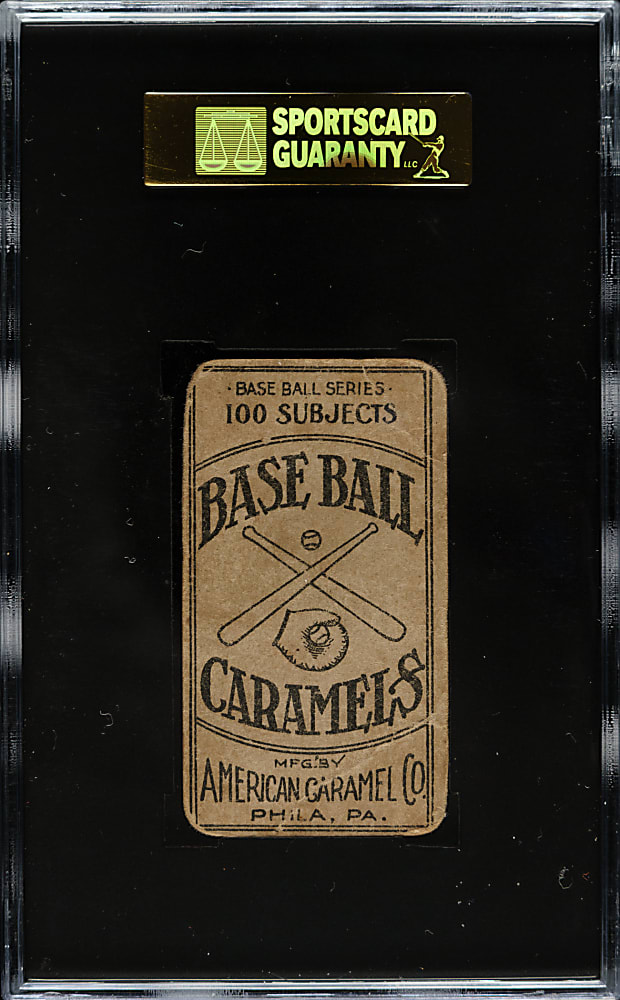 SPORTSCARD
GUARANTY LLC
· BASE BALL SERIES ·
100 SUBJECTS
BASE BALL
CARAMELS
MFG. BY
AMERICAN CARAMEL CO.
PHILA, PA.